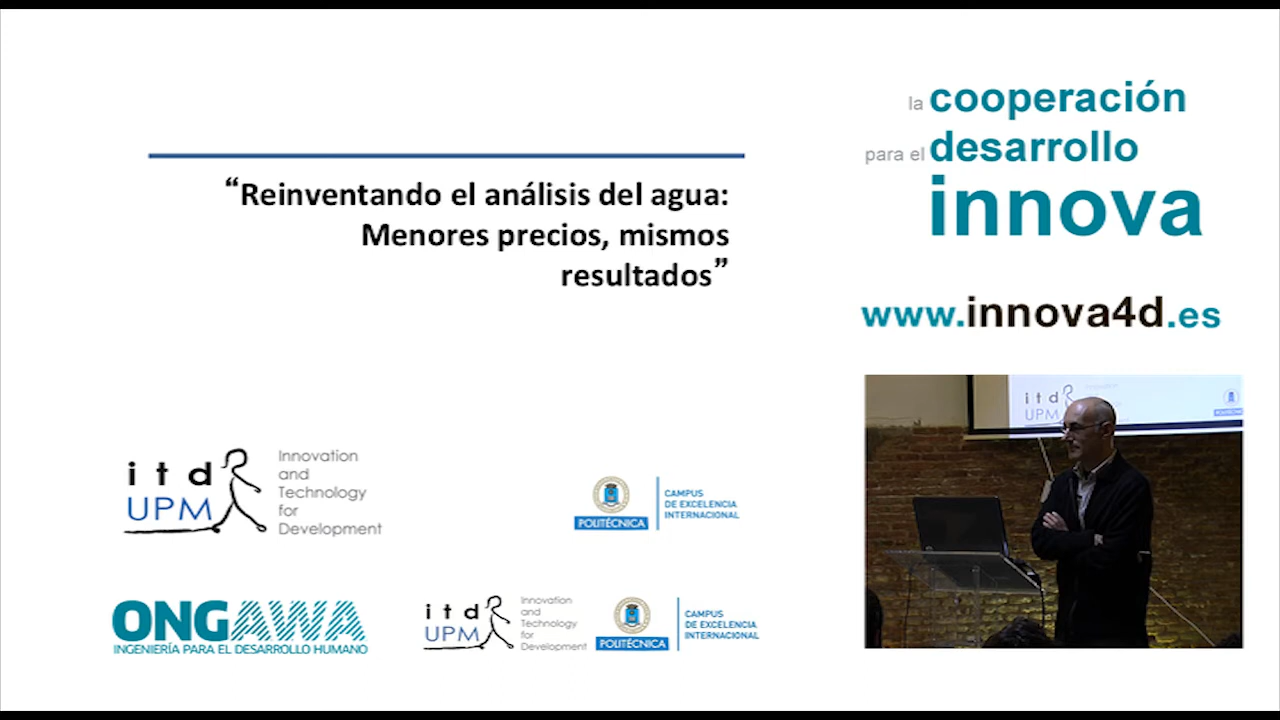 “Reinventando el análisis del agua:
Menores precios, mismos
resultados”
la cooperación
para el desarrollo
innova
www.innova4d.es
itd
UPM
Innovation
and
Technology
for
Development
POLITÉCNICA
CAMPUS
DE EXCELENCIA
INTERNACIONAL
itd
UPM
ONGAWA
INGENIERÍA PARA EL DESARROLLO HUMANO
itd
UPM
Innovation
and
Technology
for
Development
POLITÉCNICA
CAMPUS
DE EXCELENCIA
INTERNACIONAL